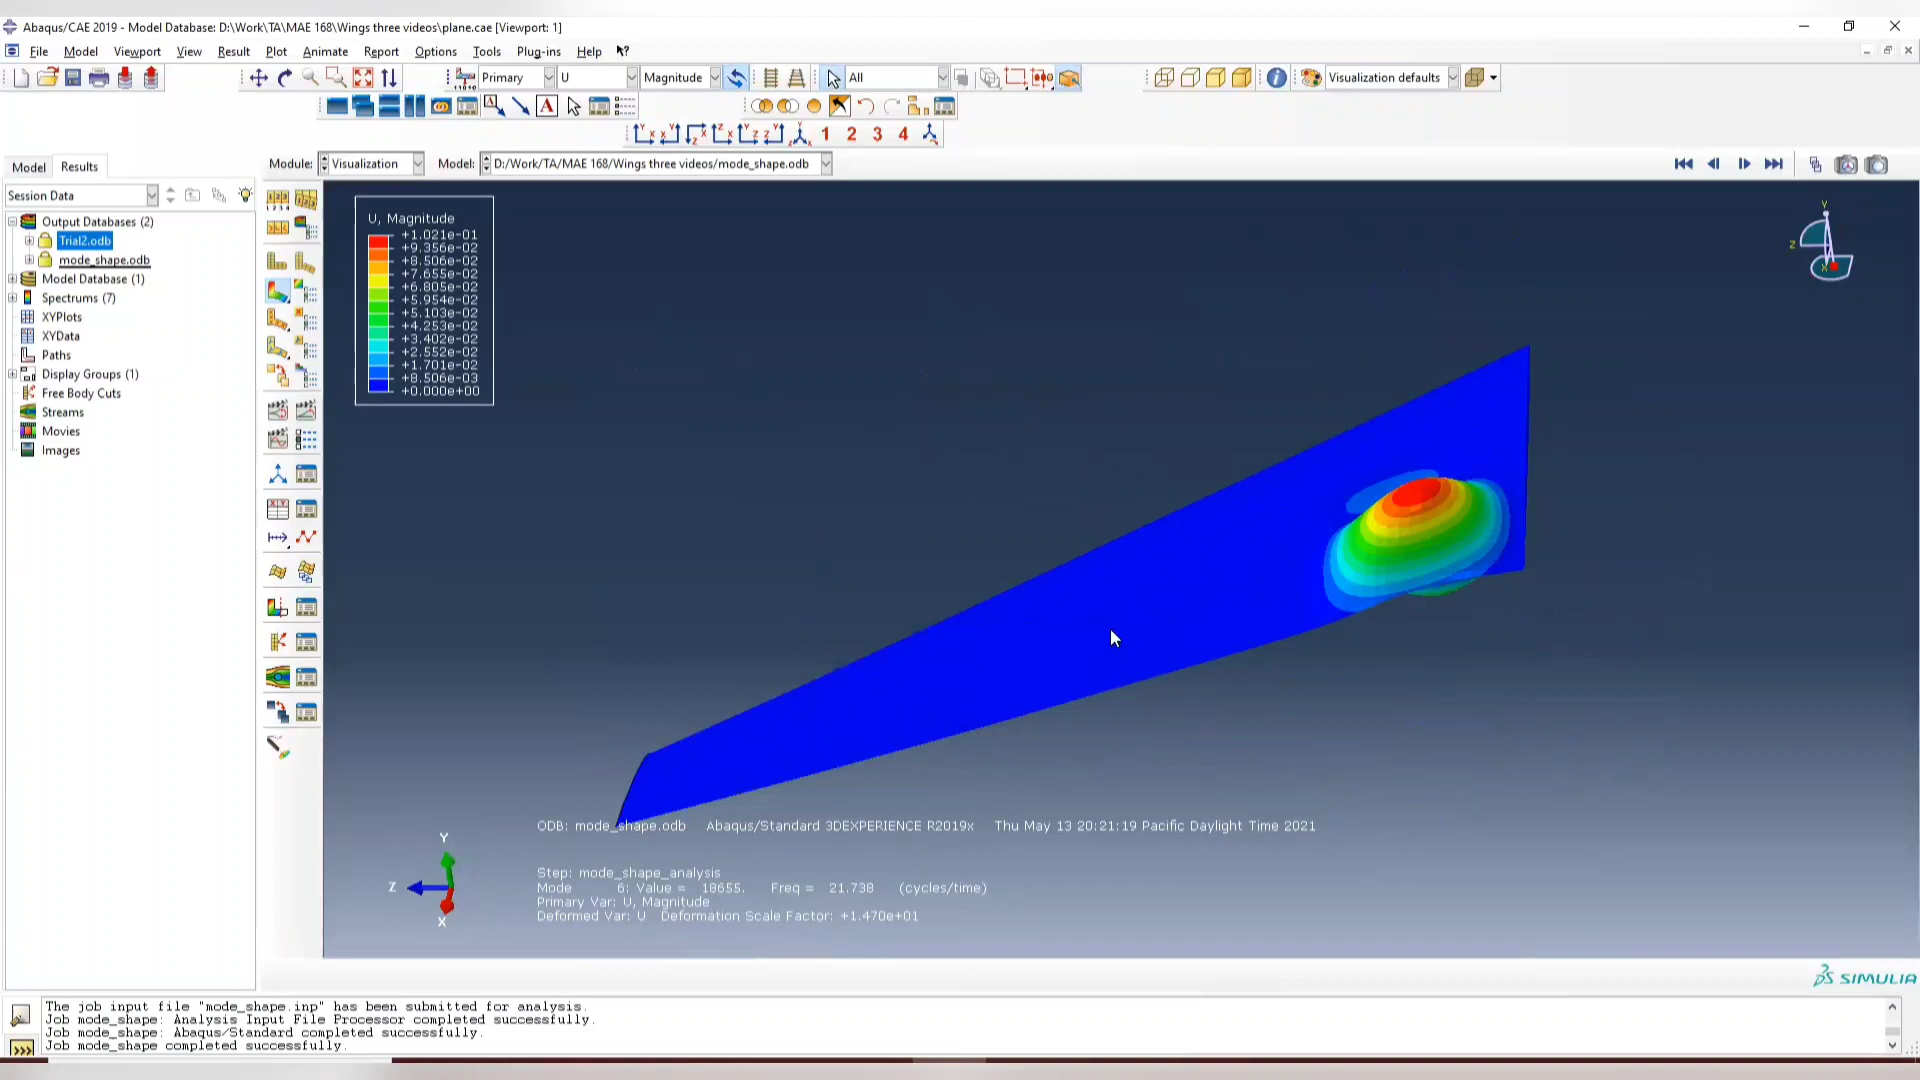 Abaqus/CAE 2019 - Model Database: D:\Work\TA\MAE 168\Wings three videos\plane.cae [Viewport: 1]
File Model Viewport View Result Plot Animate Report Options Tools Plug-ins Help
Primary U Magnitude All Visualization defaults
A
1 2 3 4
Model Results
Module: Visualization Model: D:/Work/TA/MAE 168/Wings three videos/mode_shape.odb
Session Data
Output Databases (2)
Trial2.odb
mode_shape.odb
Model Database (1)
Spectrums (7)
XYPlots
XYData
Paths
Display Groups (1)
Free Body Cuts
Streams
Movies
Images
U, Magnitude
+1.021e-01
+9.356e-02
+8.506e-02
+7.655e-02
+6.805e-02
+5.954e-02
+5.103e-02
+4.253e-02
+3.402e-02
+2.552e-02
+1.701e-02
+8.506e-03
+0.000e+00
Y
Z
X
Y
Z
X
ODB: mode_shape.odb Abaqus/Standard 3DEXPERIENCE R2019x Thu May 13 20:21:19 Pacific Daylight Time 2021
Step: mode_shape_analysis
Mode 6: Value = 18655. Freq = 21.738 (cycles/time)
Primary Var: U, Magnitude
Deformed Var: U Deformation Scale Factor: +1.470e+01
SIMULIA
The job input file "mode_shape.inp" has been submitted for analysis.
Job mode_shape: Analysis Input File Processor completed successfully.
Job mode_shape: Abaqus/Standard completed successfully.
Job mode_shape completed successfully.
>>>